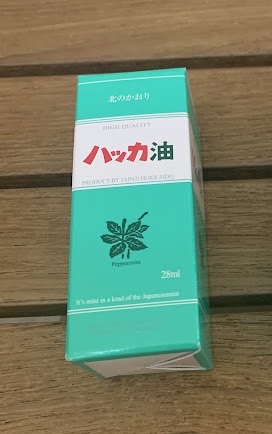 北のかおり
HIGH QUALITY
ハッカ油
PRODUCT BY JAPAN HOKKAIDO
Peppermint
28ml
It's mint in a kind of the Japanesemint